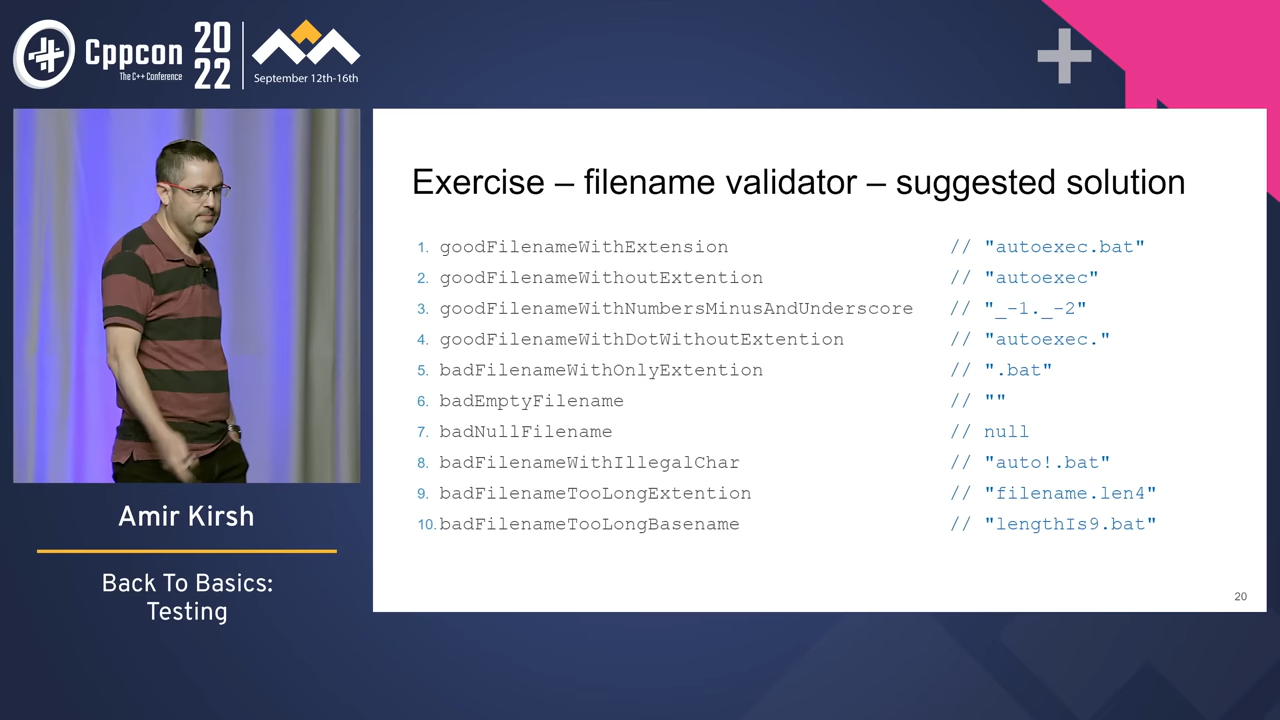 Cppcon
The C++ Conference
20
22
September 12th-16th
Amir Kirsh
Back To Basics:
Testing
Exercise – filename validator – suggested solution
1. goodFilenameWithExtension // "autoexec.bat"
2. goodFilenameWithoutExtention // "autoexec"
3. goodFilenameWithNumbersMinusAndUnderscore // "_-1._-2"
4. goodFilenameWithDotWithoutExtention // "autoexec."
5. badFilenameWithOnlyExtention // ".bat"
6. badEmptyFilename // ""
7. badNullFilename // null
8. badFilenameWithIllegalChar // "auto!.bat"
9. badFilenameTooLongExtention // "filename.len4"
10. badFilenameTooLongBasename // "lengthIs9.bat"
20